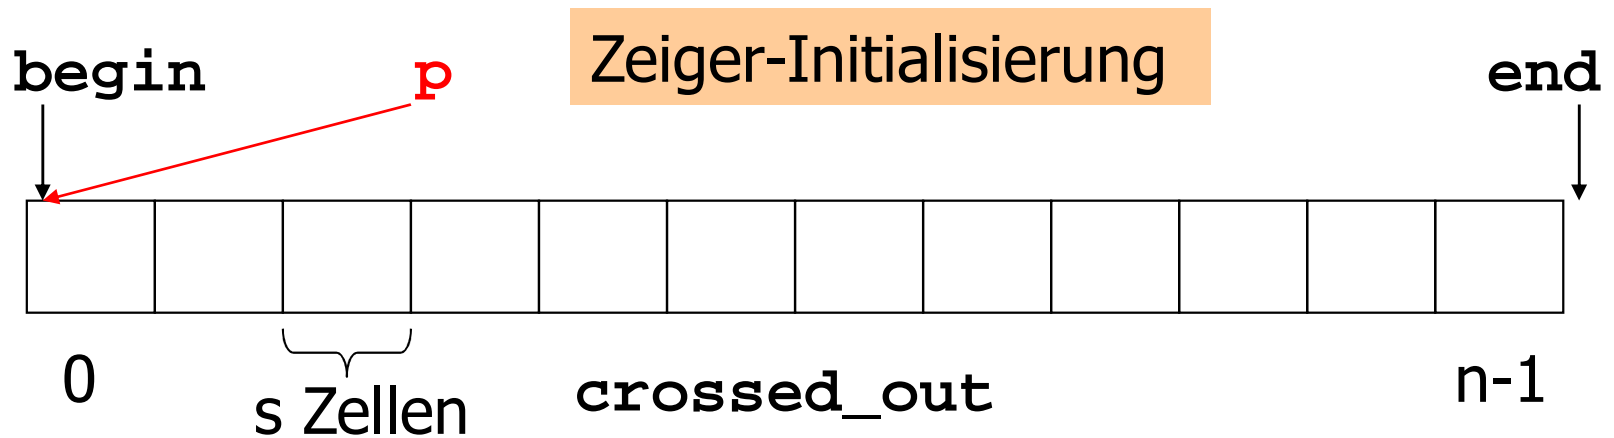 Zeiger-Initialisierung
begin p end
0 n-1
s Zellen crossed_out